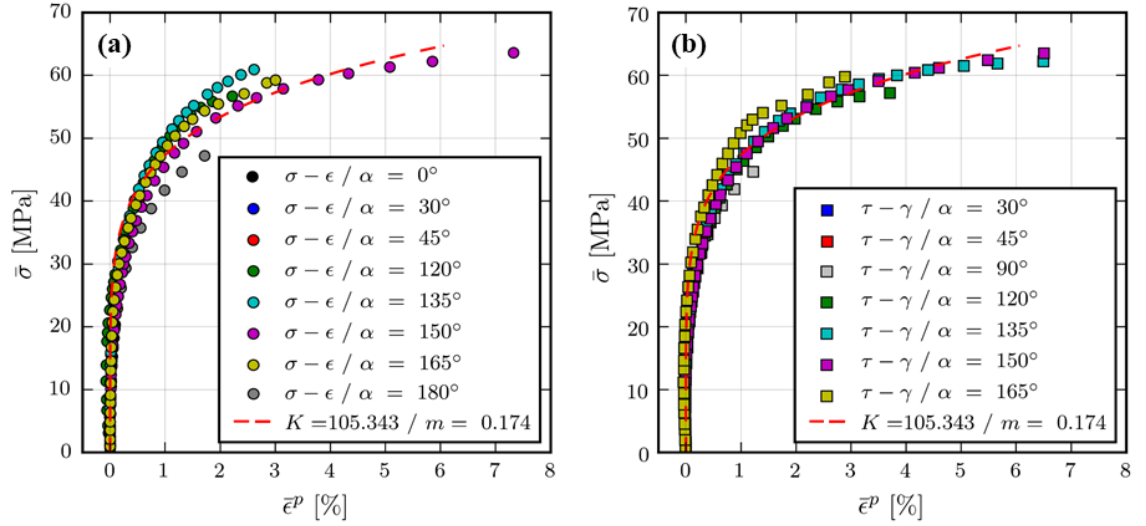 (a)
70
60
50
40
30
20
10
0
σ̄ [MPa]
σ − ϵ / α = 0°
σ − ϵ / α = 30°
σ − ϵ / α = 45°
σ − ϵ / α = 120°
σ − ϵ / α = 135°
σ − ϵ / α = 150°
σ − ϵ / α = 165°
σ − ϵ / α = 180°
K =105.343 / m = 0.174
0 1 2 3 4 5 6 7 8
ϵ̄ᵖ [%]
(b)
70
60
50
40
30
20
10
0
σ̄ [MPa]
τ − γ / α = 30°
τ − γ / α = 45°
τ − γ / α = 90°
τ − γ / α = 120°
τ − γ / α = 135°
τ − γ / α = 150°
τ − γ / α = 165°
K =105.343 / m = 0.174
0 1 2 3 4 5 6 7 8
ϵ̄ᵖ [%]